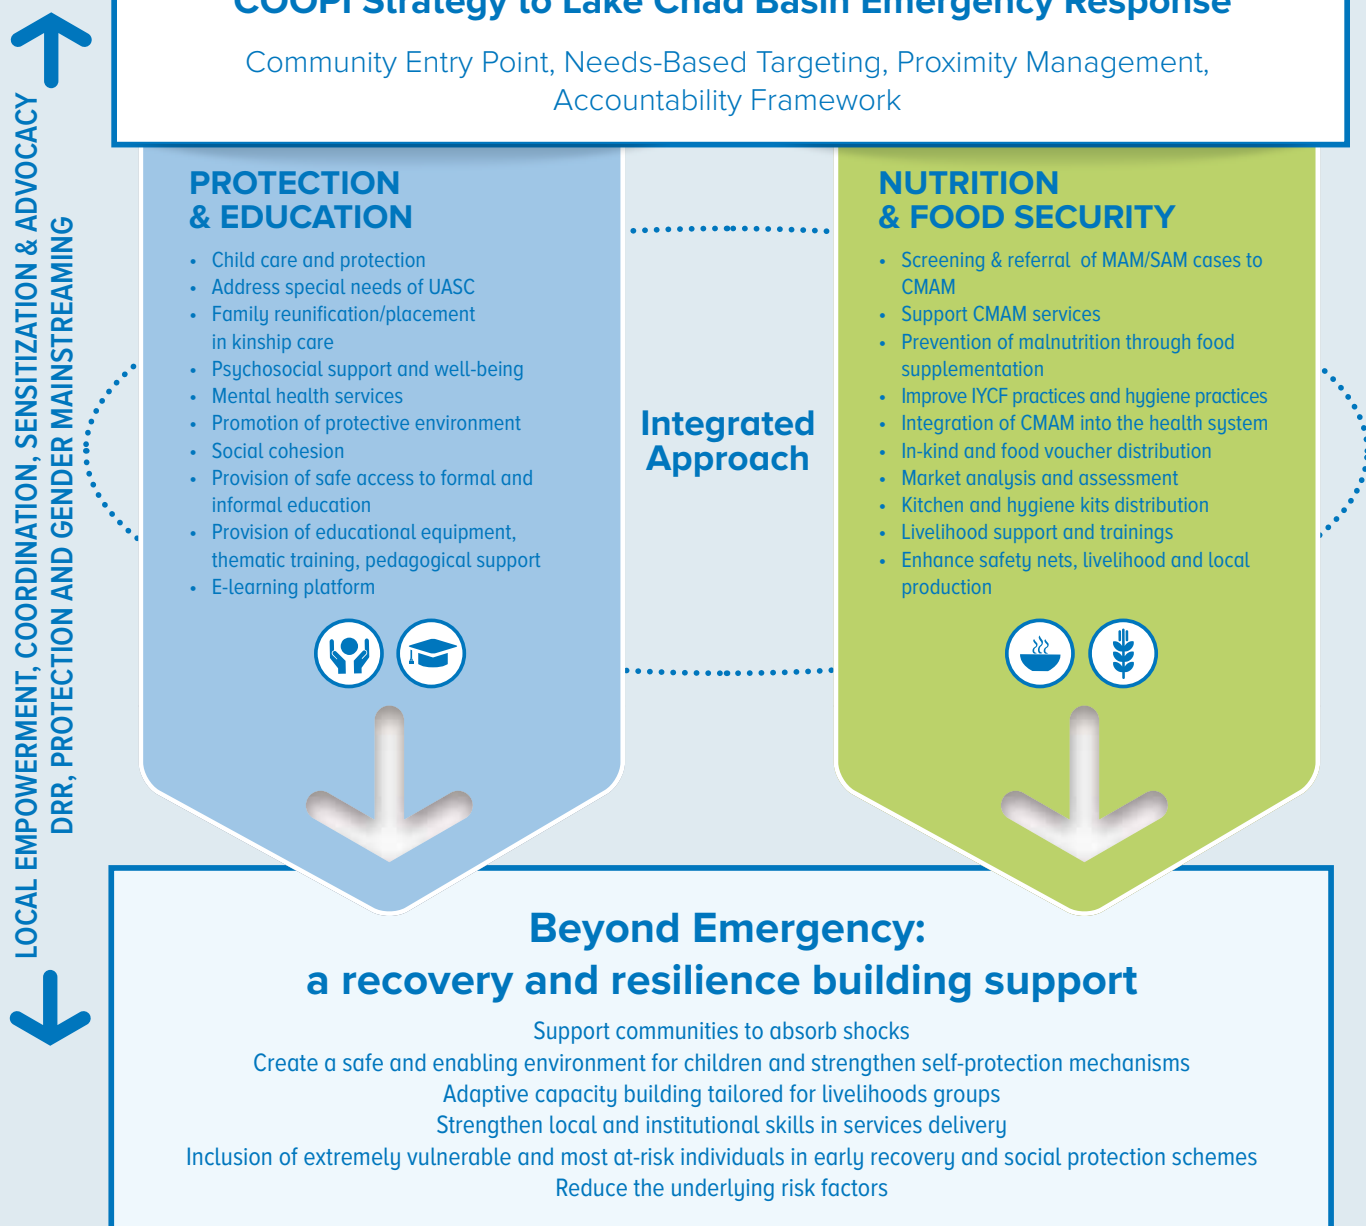 COOPI Strategy to Lake Chad Basin Emergency Response
Community Entry Point, Needs-Based Targeting, Proximity Management,
Accountability Framework
LOCAL EMPOWERMENT, COORDINATION, SENSITIZATION & ADVOCACY
DRR, PROTECTION AND GENDER MAINSTREAMING
PROTECTION
& EDUCATION
• Child care and protection
• Address special needs of UASC
• Family reunification/placement
in kinship care
• Psychosocial support and well-being
• Mental health services
• Promotion of protective environment
• Social cohesion
• Provision of safe access to formal and
informal education
• Provision of educational equipment,
thematic training, pedagogical support
• E-learning platform
Integrated
Approach
NUTRITION
& FOOD SECURITY
• Screening & referral  of MAM/SAM cases to
CMAM
• Support CMAM services
• Prevention of malnutrition through food
supplementation
• Improve IYCF practices and hygiene practices
• Integration of CMAM into the health system
• In-kind and food voucher distribution
• Market analysis and assessment
• Kitchen and hygiene kits distribution
• Livelihood support and trainings
• Enhance safety nets, livelihood and local
production
Beyond Emergency:
a recovery and resilience building support
Support communities to absorb shocks
Create a safe and enabling environment for children and strengthen self-protection mechanisms
Adaptive capacity building tailored for livelihoods groups
Strengthen local and institutional skills in services delivery
Inclusion of extremely vulnerable and most at-risk individuals in early recovery and social protection schemes
Reduce the underlying risk factors